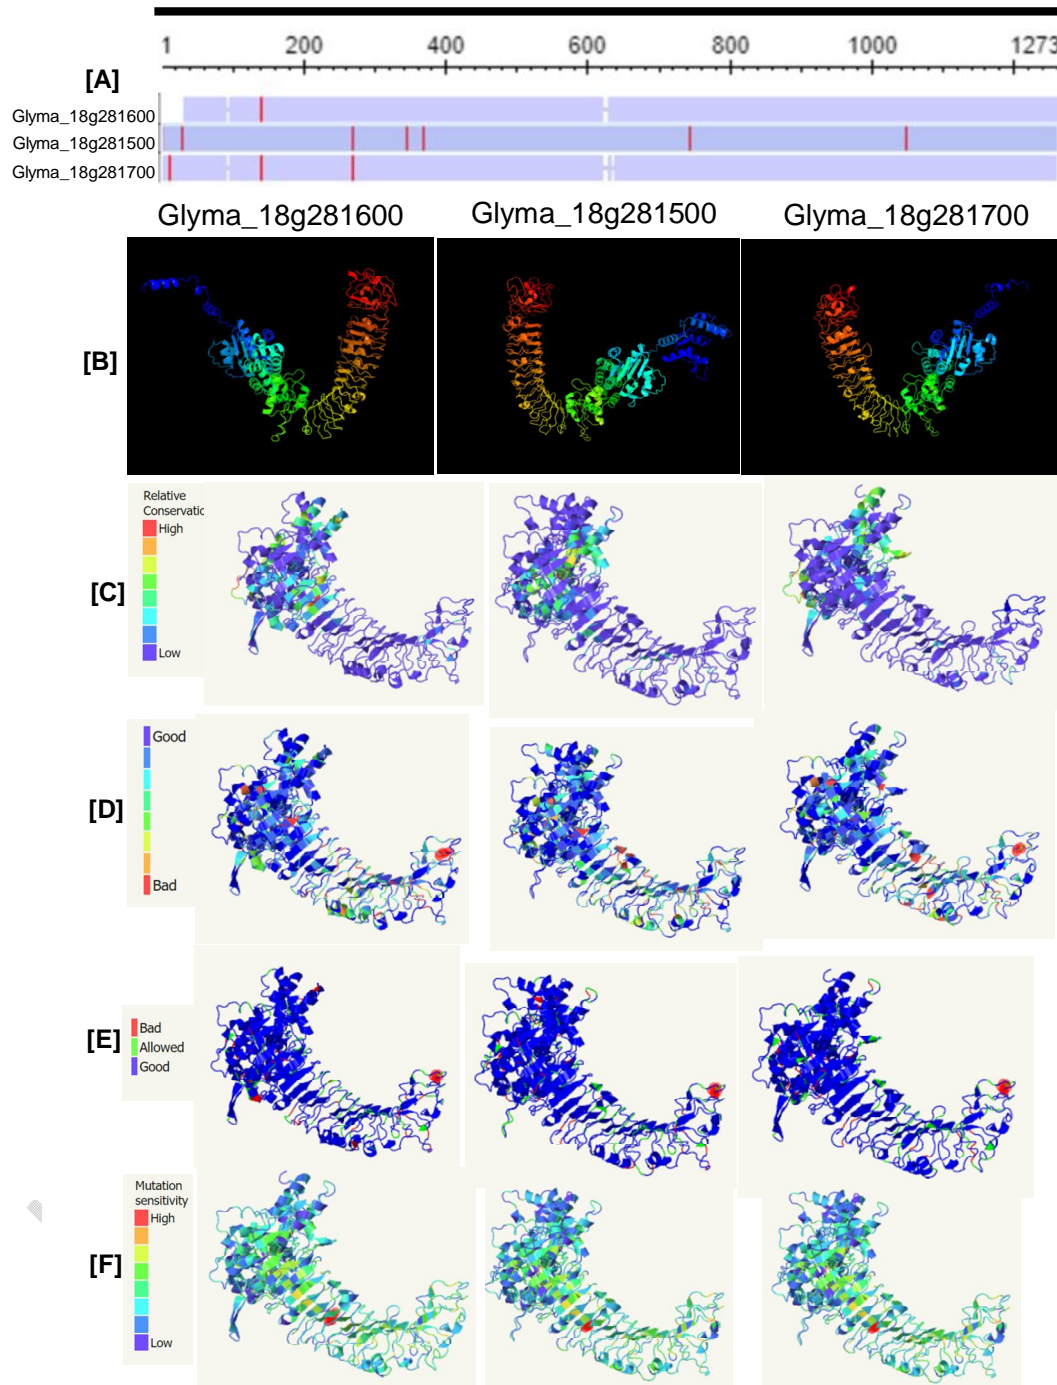 1 200 400 600 800 1000 1273
[A]
Glyma_18g281600
Glyma_18g281500
Glyma_18g281700
Glyma_18g281600 Glyma_18g281500 Glyma_18g281700
[B]
Relative
Conservatic
High
Low
[C]
Good
Bad
[D]
Bad
Allowed
Good
[E]
Mutation
sensitivity
High
Low
[F]